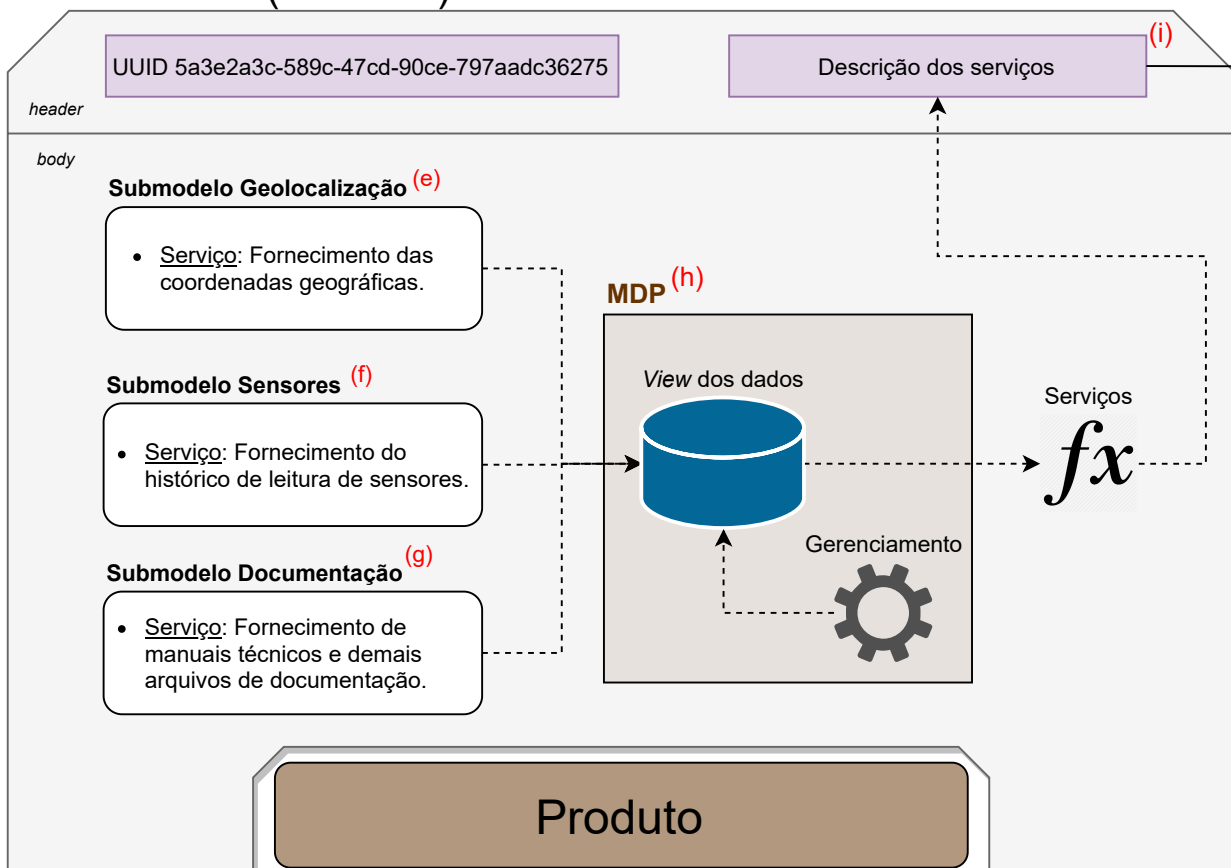 UUID 5a3e2a3c-589c-47cd-90ce-797aadc36275
Descrição dos serviços
(i)
header
body
Submodelo Geolocalização (e)
• Serviço: Fornecimento das
coordenadas geográficas.
MDP (h)
Submodelo Sensores (f)
• Serviço: Fornecimento do
histórico de leitura de sensores.
View dos dados
Serviços
fx
Submodelo Documentação (g)
• Serviço: Fornecimento de
manuais técnicos e demais
arquivos de documentação.
Gerenciamento
Produto